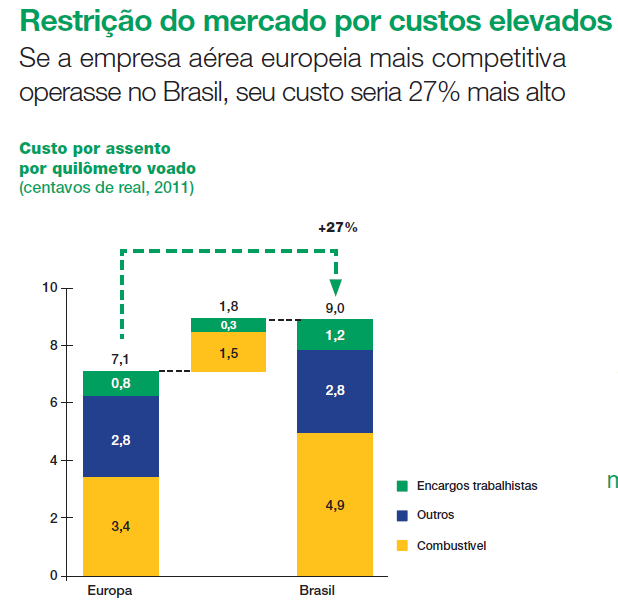 Restrição do mercado por custos elevados
Se a empresa aérea europeia mais competitiva
operasse no Brasil, seu custo seria 27% mais alto
Custo por assento
por quilômetro voado
(centavos de real, 2011)
+27%
10
8
6
4
2
0
7,1
0,8
2,8
3,4
1,8
0,3
1,5
9,0
1,2
2,8
4,9
Europa
Brasil
Encargos trabalhistas
Outros
Combustível